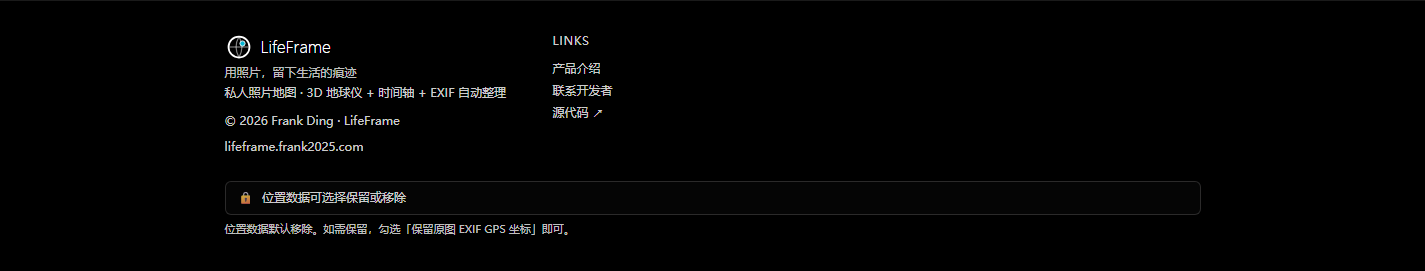 LifeFrame
用照片，留下生活的痕迹
私人照片地图 · 3D 地球仪 + 时间轴 + EXIF 自动整理
© 2026 Frank Ding · LifeFrame
lifeframe.frank2025.com
LINKS
产品介绍
联系开发者
源代码 ↗
位置数据可选择保留或移除
位置数据默认移除。如需保留，勾选「保留原图 EXIF GPS 坐标」即可。